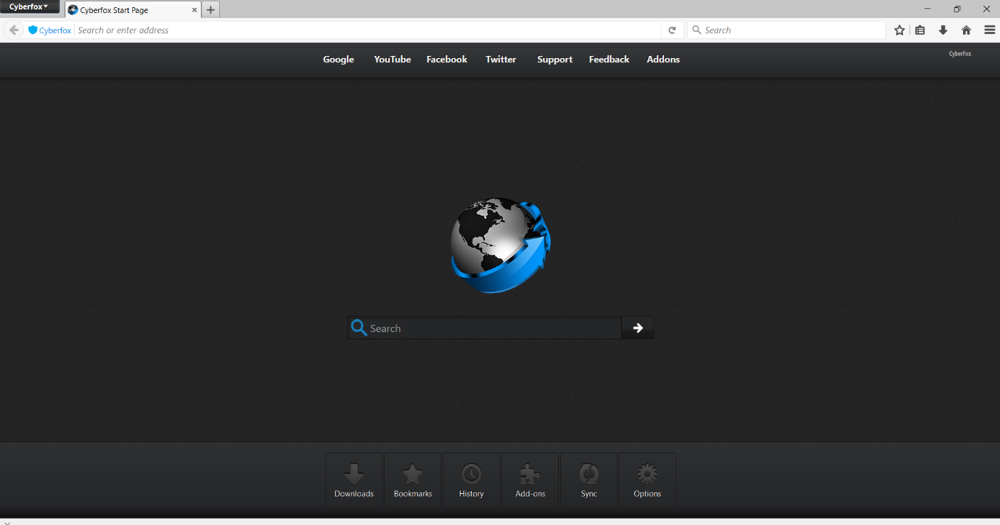 Cyberfox
Cyberfox Start Page
Cyberfox Search or enter address Search
Google YouTube Facebook Twitter Support Feedback Addons CyberFox
Search
Downloads Bookmarks History Add-ons Sync Options